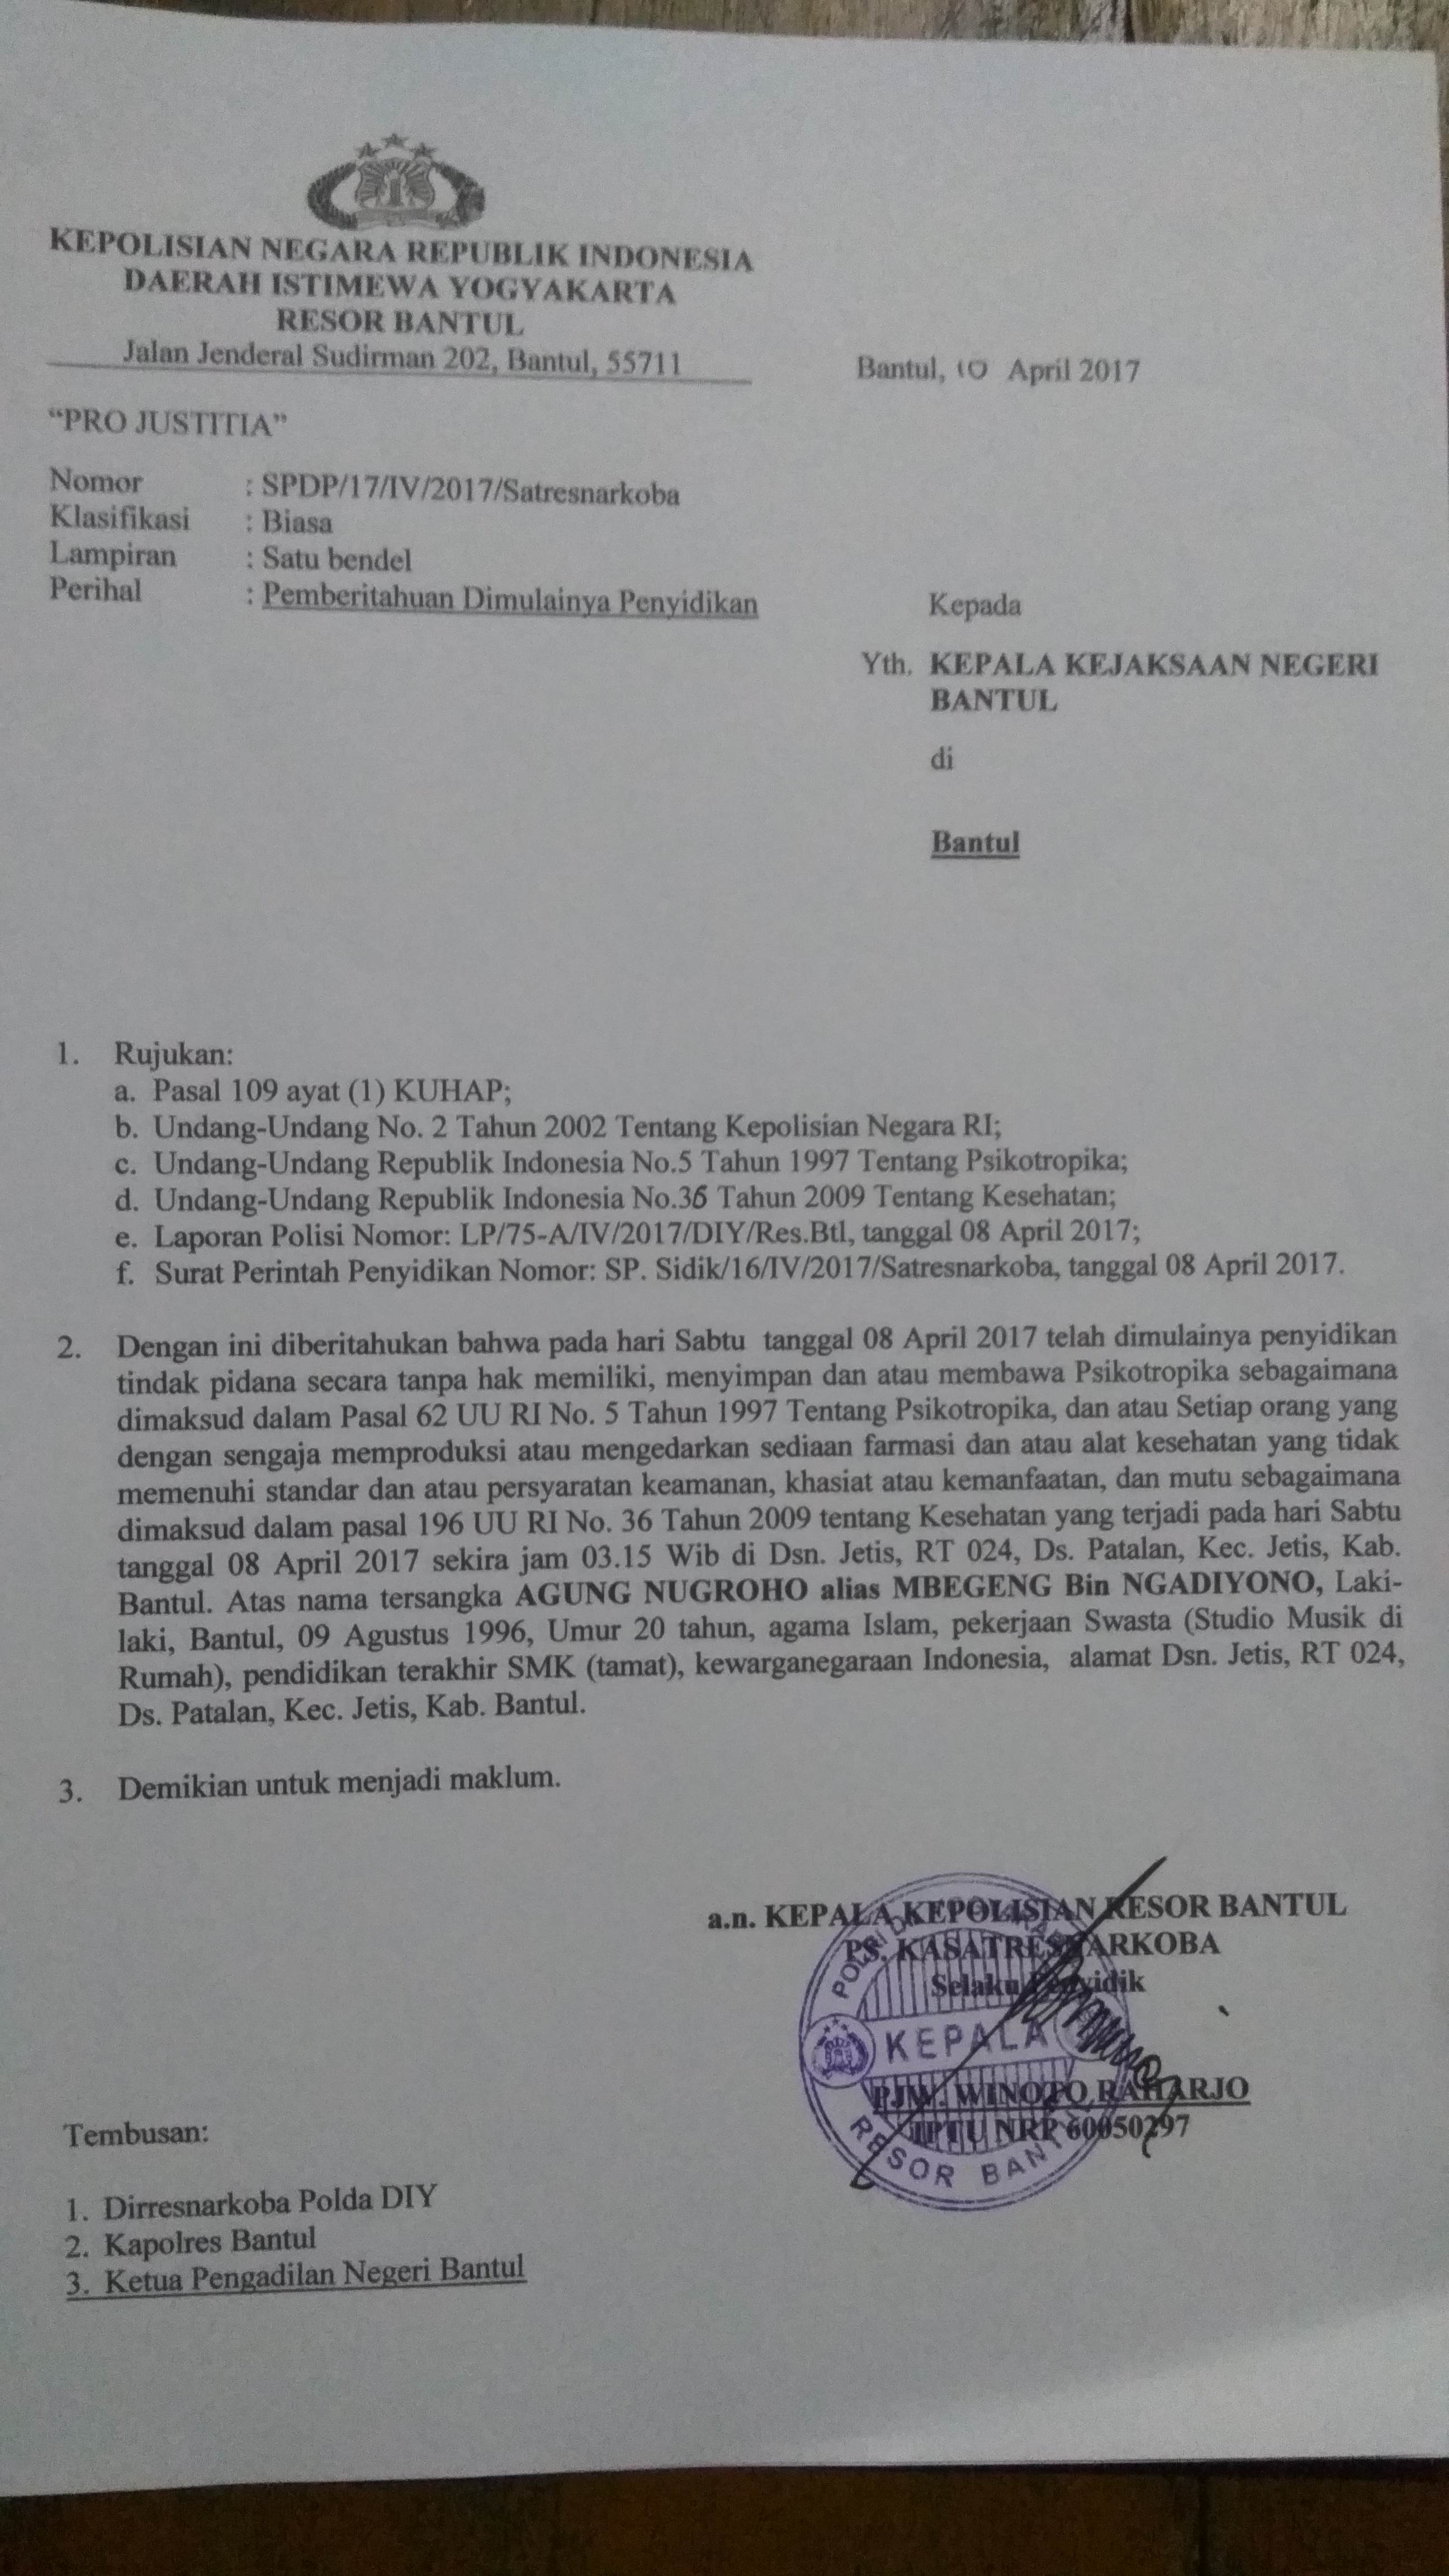 KEPOLISIAN NEGARA REPUBLIK INDONESIA
DAERAH ISTIMEWA YOGYAKARTA
RESOR BANTUL
Jalan Jenderal Sudirman 202, Bantul, 55711
Bantul, 10 April 2017
"PRO JUSTITIA"
Nomor : SPDP/17/IV/2017/Satresnarkoba
Klasifikasi : Biasa
Lampiran : Satu bendel
Perihal : Pemberitahuan Dimulainya Penyidikan
Kepada
Yth. KEPALA KEJAKSAAN NEGERI
BANTUL
di
Bantul
1. Rujukan:
a. Pasal 109 ayat (1) KUHAP;
b. Undang-Undang No. 2 Tahun 2002 Tentang Kepolisian Negara RI;
c. Undang-Undang Republik Indonesia No.5 Tahun 1997 Tentang Psikotropika;
d. Undang-Undang Republik Indonesia No.36 Tahun 2009 Tentang Kesehatan;
e. Laporan Polisi Nomor: LP/75-A/IV/2017/DIY/Res.Btl, tanggal 08 April 2017;
f. Surat Perintah Penyidikan Nomor: SP. Sidik/16/IV/2017/Satresnarkoba, tanggal 08 April 2017.
2. Dengan ini diberitahukan bahwa pada hari Sabtu tanggal 08 April 2017 telah dimulainya penyidikan
tindak pidana secara tanpa hak memiliki, menyimpan dan atau membawa Psikotropika sebagaimana
dimaksud dalam Pasal 62 UU RI No. 5 Tahun 1997 Tentang Psikotropika, dan atau Setiap orang yang
dengan sengaja memproduksi atau mengedarkan sediaan farmasi dan atau alat kesehatan yang tidak
memenuhi standar dan atau persyaratan keamanan, khasiat atau kemanfaatan, dan mutu sebagaimana
dimaksud dalam pasal 196 UU RI No. 36 Tahun 2009 tentang Kesehatan yang terjadi pada hari Sabtu
tanggal 08 April 2017 sekira jam 03.15 Wib di Dsn. Jetis, RT 024, Ds. Patalan, Kec. Jetis, Kab.
Bantul. Atas nama tersangka AGUNG NUGROHO alias MBEGENG Bin NGADIYONO, Laki-
laki, Bantul, 09 Agustus 1996, Umur 20 tahun, agama Islam, pekerjaan Swasta (Studio Musik di
Rumah), pendidikan terakhir SMK (tamat), kewarganegaraan Indonesia, alamat Dsn. Jetis, RT 024,
Ds. Patalan, Kec. Jetis, Kab. Bantul.
3. Demikian untuk menjadi maklum.
a.n. KEPALA KEPOLISIAN RESOR BANTUL
PS. KASATRESNARKOBA
Selaku Penyidik
KEPALA
PJW. WINOTO RAHARJO
IPTU NRP 60050297
RESOR BANTUL
Tembusan:
1. Dirresnarkoba Polda DIY
2. Kapolres Bantul
3. Ketua Pengadilan Negeri Bantul